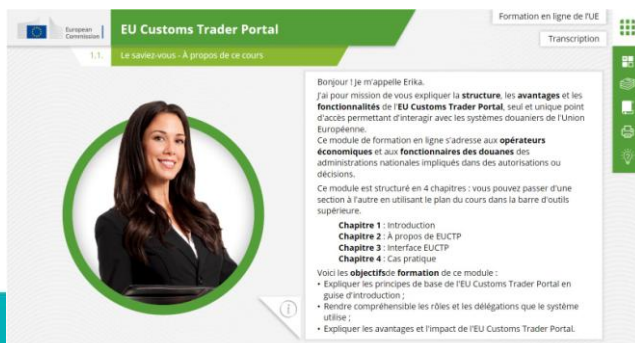 European
Commission
EU Customs Trader Portal
Formation en ligne de l'UE
Transcription
1.1.
Le saviez-vous - À propos de ce cours
Bonjour ! Je m'appelle Erika.
J'ai pour mission de vous expliquer la structure, les avantages et les
fonctionnalités de l'EU Customs Trader Portal, seul et unique point
d'accès permettant d'interagir avec les systèmes douaniers de l'Union
Européenne.
Ce module de formation en ligne s'adresse aux opérateurs
économiques et aux fonctionnaires des douanes des
administrations nationales impliqués dans des autorisations ou
décisions.
Ce module est structuré en 4 chapitres : vous pouvez passer d'une
section à l'autre en utilisant le plan du cours dans la barre d'outils
supérieure.
Chapitre 1 : Introduction
Chapitre 2 : À propos de EUCTP
Chapitre 3 : Interface EUCTP
Chapitre 4 : Cas pratique
Voici les objectifsde formation de ce module :
• Expliquer les principes de base de l'EU Customs Trader Portal en
guise d'introduction ;
• Rendre compréhensible les rôles et les délégations que le système
utilise ;
• Expliquer les avantages et l'impact de l'EU Customs Trader Portal.